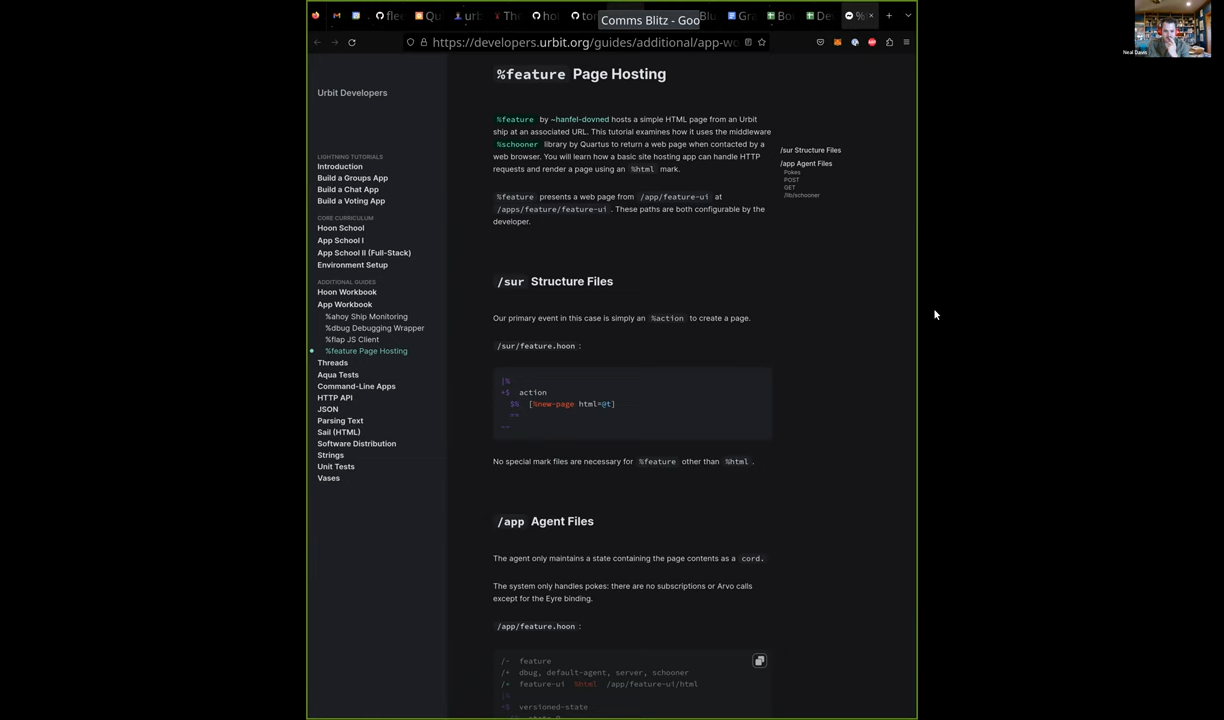 fle
Qu
urb
Th
ho
tor
Comms Blitz - Goo
Blu
Gra
Bo
De
%
https://developers.urbit.org/guides/additional/app-wo
Neal Davis
Urbit Developers
LIGHTNING TUTORIALS
Introduction
Build a Groups App
Build a Chat App
Build a Voting App
CORE CURRICULUM
Hoon School
App School I
App School II (Full-Stack)
Environment Setup
ADDITIONAL GUIDES
Hoon Workbook
App Workbook
%ahoy Ship Monitoring
%dbug Debugging Wrapper
%flap JS Client
%feature Page Hosting
Threads
Aqua Tests
Command-Line Apps
HTTP API
JSON
Parsing Text
Sail (HTML)
Software Distribution
Strings
Unit Tests
Vases
%feature Page Hosting
%feature by ~hanfel-dovned hosts a simple HTML page from an Urbit
ship at an associated URL. This tutorial examines how it uses the middleware
%schooner library by Quartus to return a web page when contacted by a
web browser. You will learn how a basic site hosting app can handle HTTP
requests and render a page using an %html mark.
%feature presents a web page from /app/feature-ui at
/apps/feature/feature-ui . These paths are both configurable by the
developer.
/sur Structure Files
Our primary event in this case is simply an %action to create a page.
/sur/feature.hoon :
|%
+$ action
$% [%new-page html=@t]
==
--
No special mark files are necessary for %feature other than %html .
/app Agent Files
The agent only maintains a state containing the page contents as a cord.
The system only handles pokes: there are no subscriptions or Arvo calls
except for the Eyre binding.
/app/feature.hoon :
/- feature
/+ dbug, default-agent, server, schooner
/* feature-ui %html /app/feature-ui/html
|%
+$ versioned-state
/sur Structure Files
/app Agent Files
Pokes
POST
GET
/lib/schooner